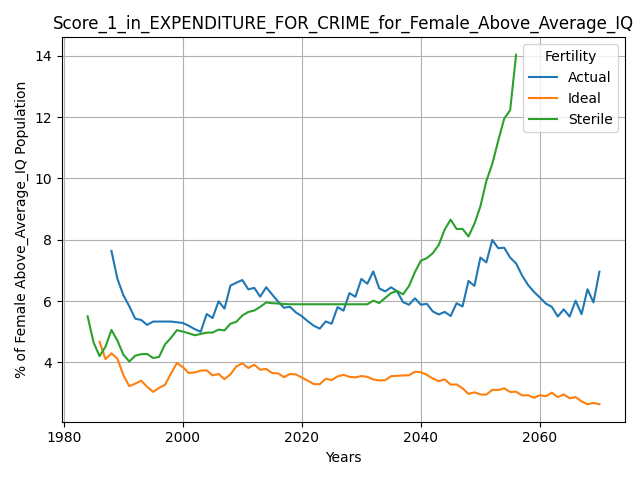 Score_1_in_EXPENDITURE_FOR_CRIME_for_Female_Above_Average_IQ
% of Female Above_Average_IQ Population
14
12
10
8
6
4
Fertility
Actual
Ideal
Sterile
1980 2000 2020 2040 2060
Years